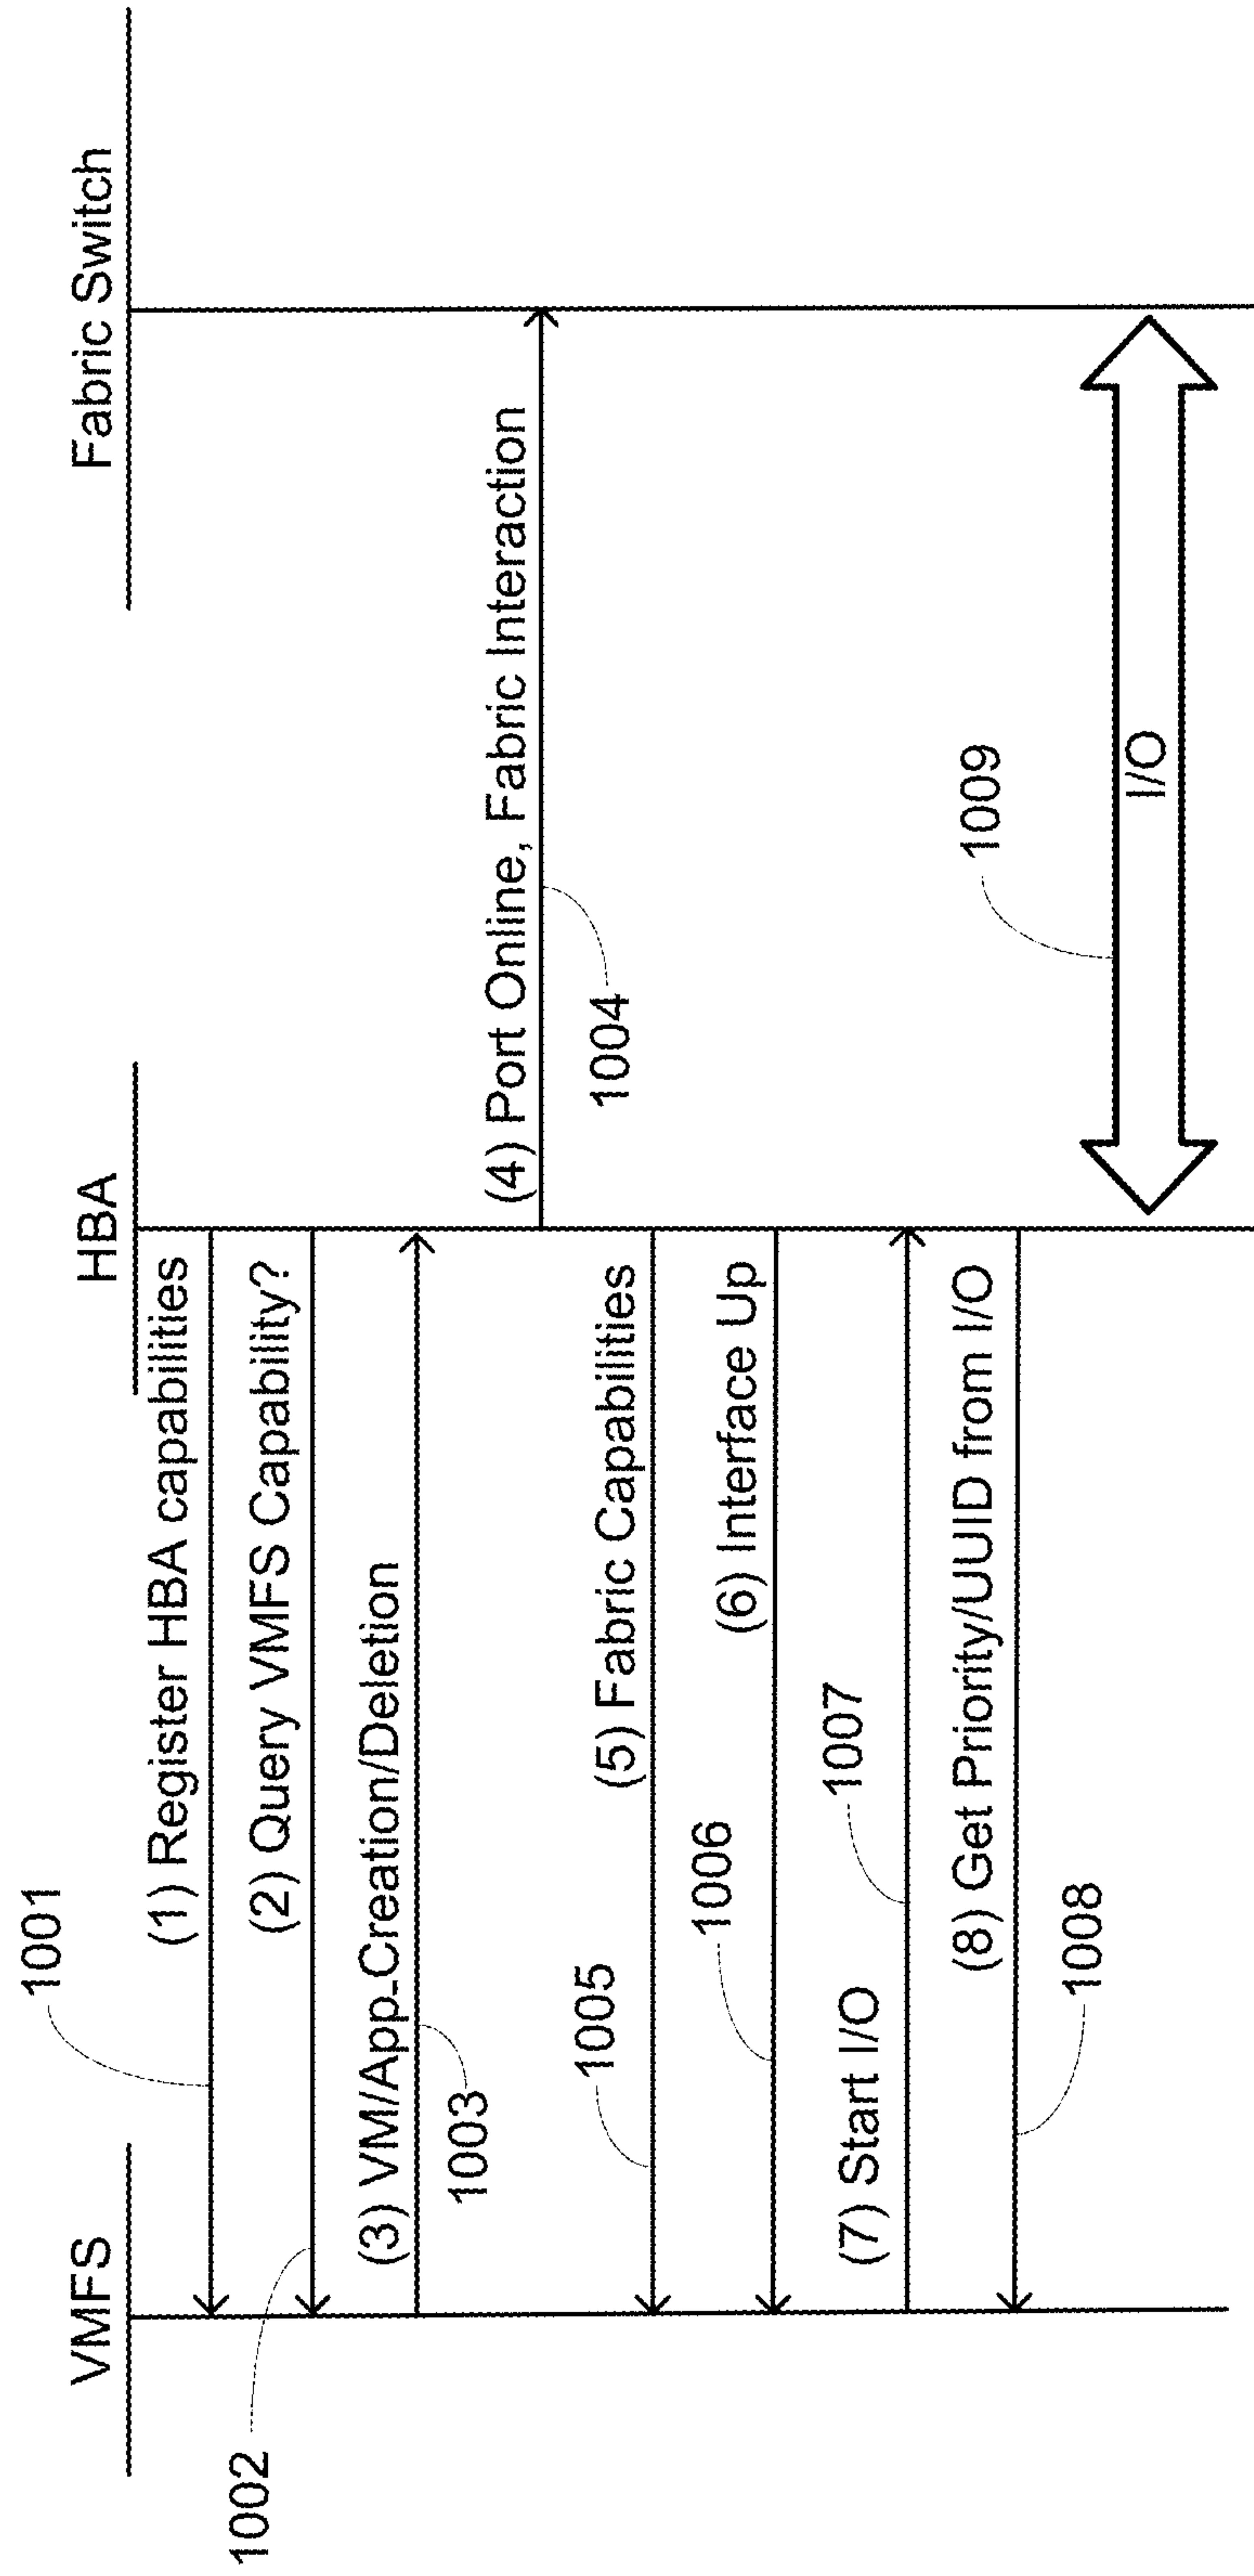 VMFS
HBA
Fabric Switch
1001
(1) Register HBA capabilities
1002
(2) Query VMFS Capability?
(3) VM/App_Creation/Deletion
1003
(4) Port Online, Fabric Interaction
1004
1005
(5) Fabric Capabilities
1006
(6) Interface Up
(7) Start I/O
1007
(8) Get Priority/UUID from I/O
1008
1009
I/O